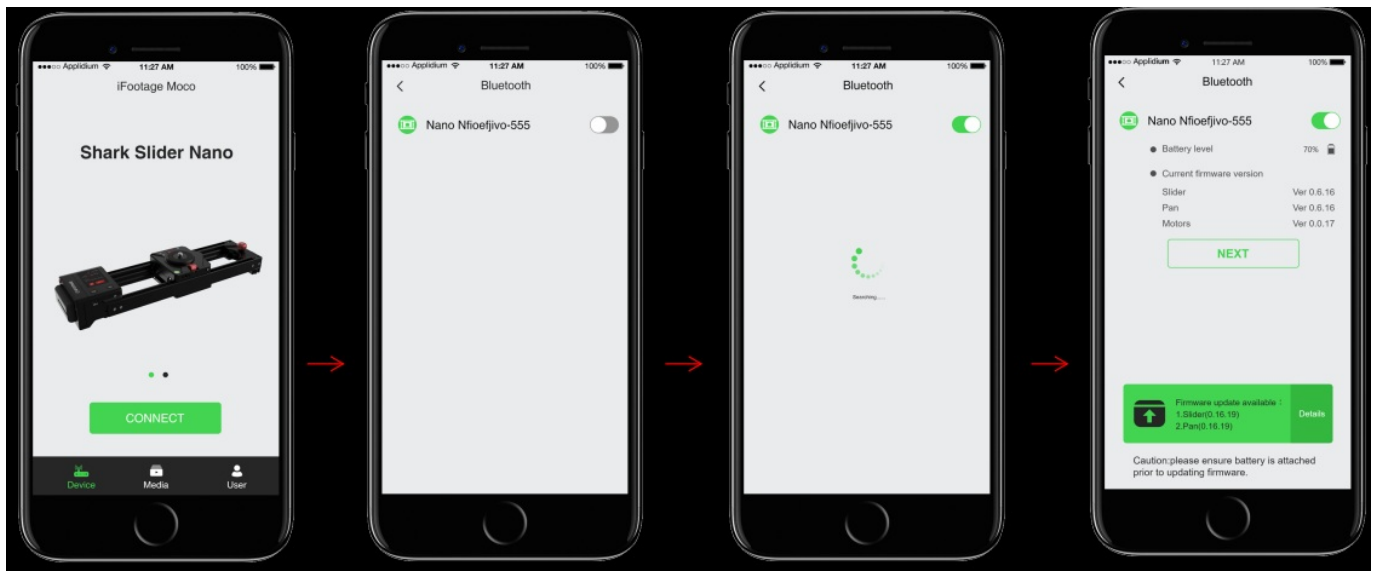 Applidium 11:27 AM 100%
iFootage Moco
Shark Slider Nano
CONNECT
Device Media User
Applidium 11:27 AM 100%
Bluetooth
Nano Nfioefjivo-555
Applidium 11:27 AM 100%
Bluetooth
Nano Nfioefjivo-555
Searching.....
Applidium 11:27 AM 100%
Bluetooth
Nano Nfioefjivo-555
Battery level 70%
Current firmware version
Slider Ver 0.6.16
Pan Ver 0.6.16
Motors Ver 0.0.17
NEXT
Firmware update available :
1.Slider(0.16.19)
2.Pan(0.16.19)
Details
Caution:please ensure battery is attached
prior to updating firmware.